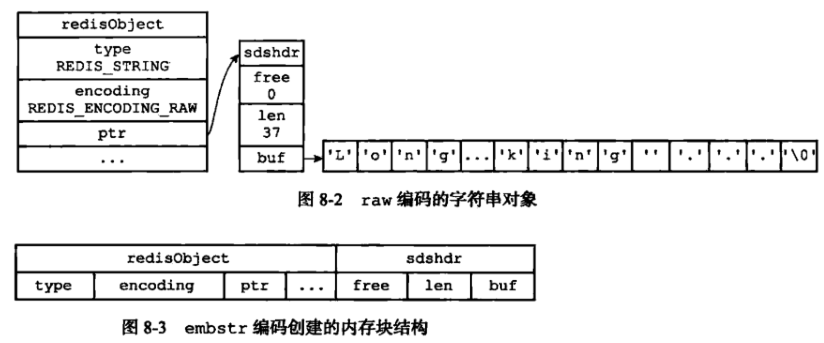 redisObject
type
REDIS_STRING
encoding
REDIS_ENCODING_RAW
ptr
...
sdshdr
free
0
len
37
buf
'L' 'o' 'n' 'g' ... 'k' 'i' 'n' 'g' '' '.' '.' '.' '\0'
图 8-2 raw 编码的字符串对象
redisObject sdshdr
type encoding ptr ... free len buf
图 8-3 embstr 编码创建的内存块结构